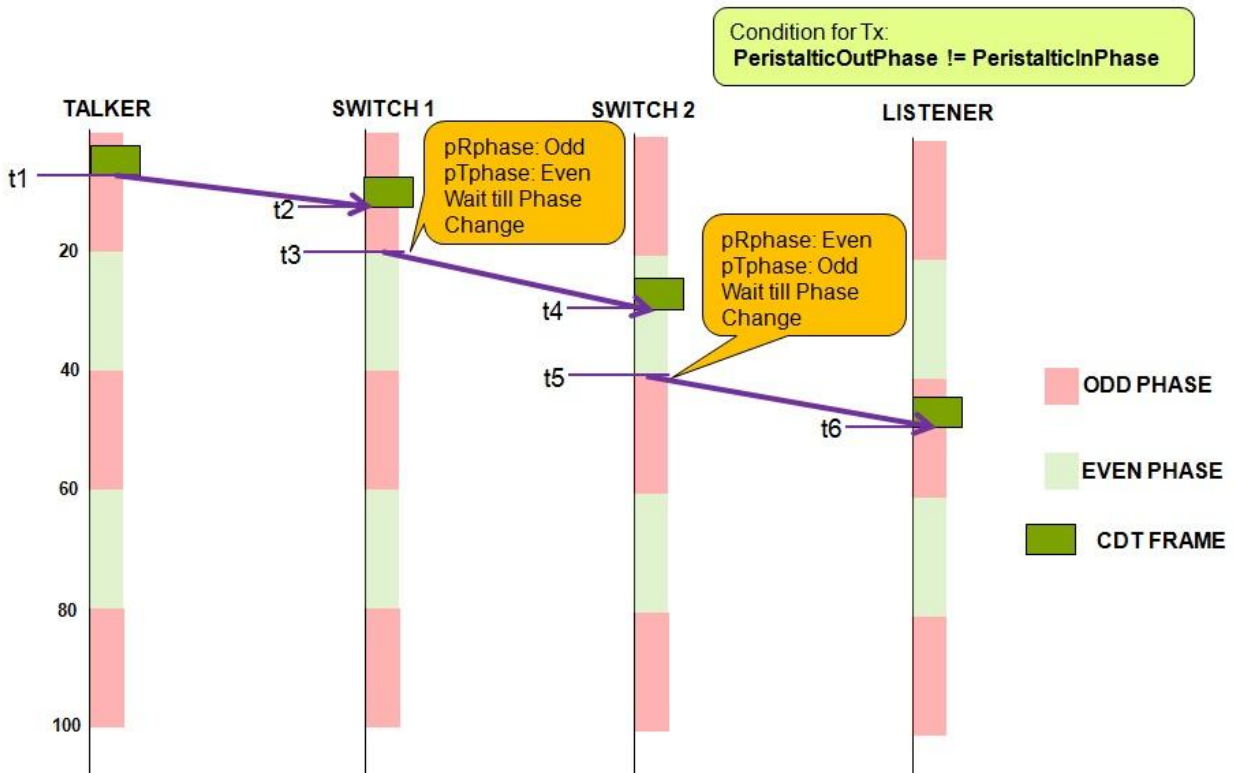 Condition for Tx:
PeristalticOutPhase != PeristalticInPhase
TALKER
SWITCH 1
SWITCH 2
LISTENER
pRphase: Odd
pTphase: Even
Wait till Phase
Change
t1
t2
t3
20
pRphase: Even
pTphase: Odd
Wait till Phase
Change
t4
t5
40
t6
ODD PHASE
EVEN PHASE
CDT FRAME
60
80
100